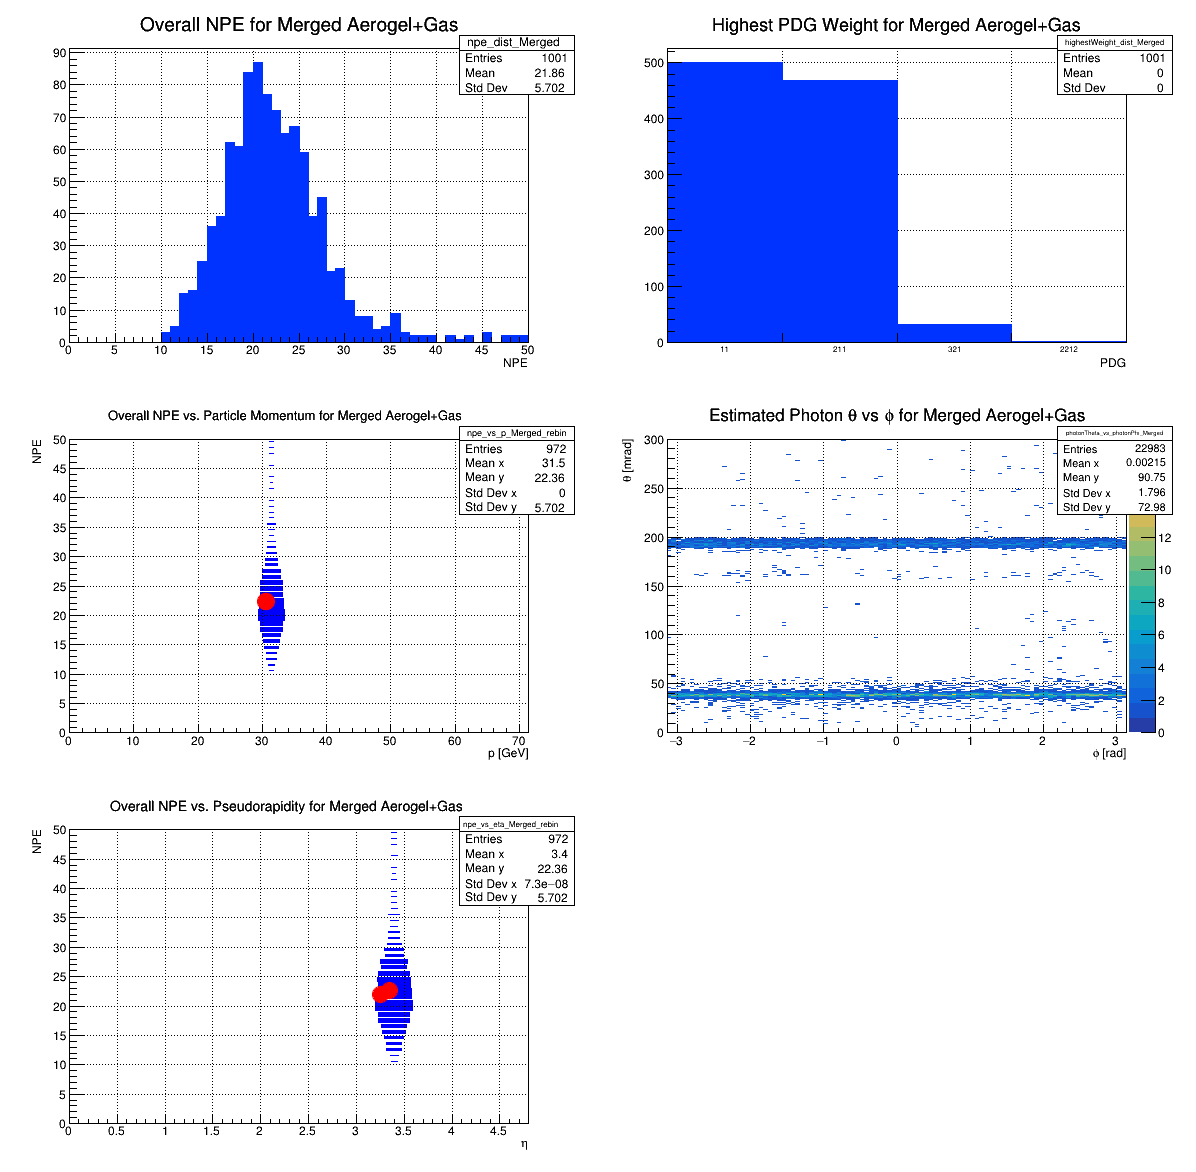 Overall NPE for Merged Aerogel+Gas
npe_dist_Merged
Entries 1001
Mean 21.86
Std Dev 5.702
90
80
70
60
50
40
30
20
10
0
0 5 10 15 20 25 30 35 40 45 50
NPE
Highest PDG Weight for Merged Aerogel+Gas
highestWeight_dist_Merged
Entries 1001
Mean 0
Std Dev 0
500
400
300
200
100
0
11 211 321 2212
PDG
Overall NPE vs. Particle Momentum for Merged Aerogel+Gas
npe_vs_p_Merged_rebin
Entries 972
Mean x 31.5
Mean y 22.36
Std Dev x 0
Std Dev y 5.702
NPE
50
45
40
35
30
25
20
15
10
5
0
0 10 20 30 40 50 60 70
p [GeV]
Estimated Photon θ vs ϕ for Merged Aerogel+Gas
photonTheta_vs_photonPhi_Merged
Entries 22983
Mean x 0.00215
Mean y 90.75
Std Dev x 1.796
Std Dev y 72.98
θ [mrad]
300
250
200
150
100
50
0
−3 −2 −1 0 1 2 3
ϕ [rad]
12
10
8
6
4
2
0
Overall NPE vs. Pseudorapidity for Merged Aerogel+Gas
npe_vs_eta_Merged_rebin
Entries 972
Mean x 3.4
Mean y 22.36
Std Dev x 7.3e−08
Std Dev y 5.702
NPE
50
45
40
35
30
25
20
15
10
5
0
0 0.5 1 1.5 2 2.5 3 3.5 4 4.5
η